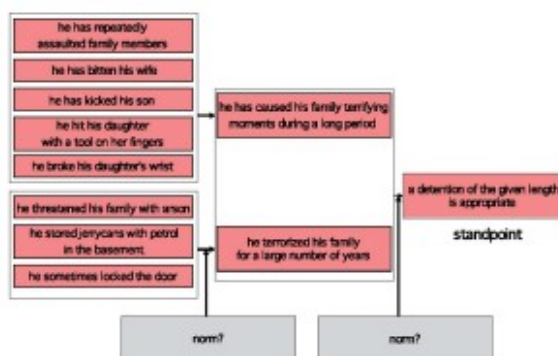 he has repeatedly
assaulted family members
he has bitten his wife
he has kicked his son
he hit his daughter
with a tool on her fingers
he broke his daughter's wrist
he threatened his family with arson
he stored jerrycans with petrol
in the basement
he sometimes locked the door
he has caused his family terrifying
moments during a long period
he terrorized his family
for a large number of years
a detention of the given length
is appropriate
standpoint
norm?
norm?